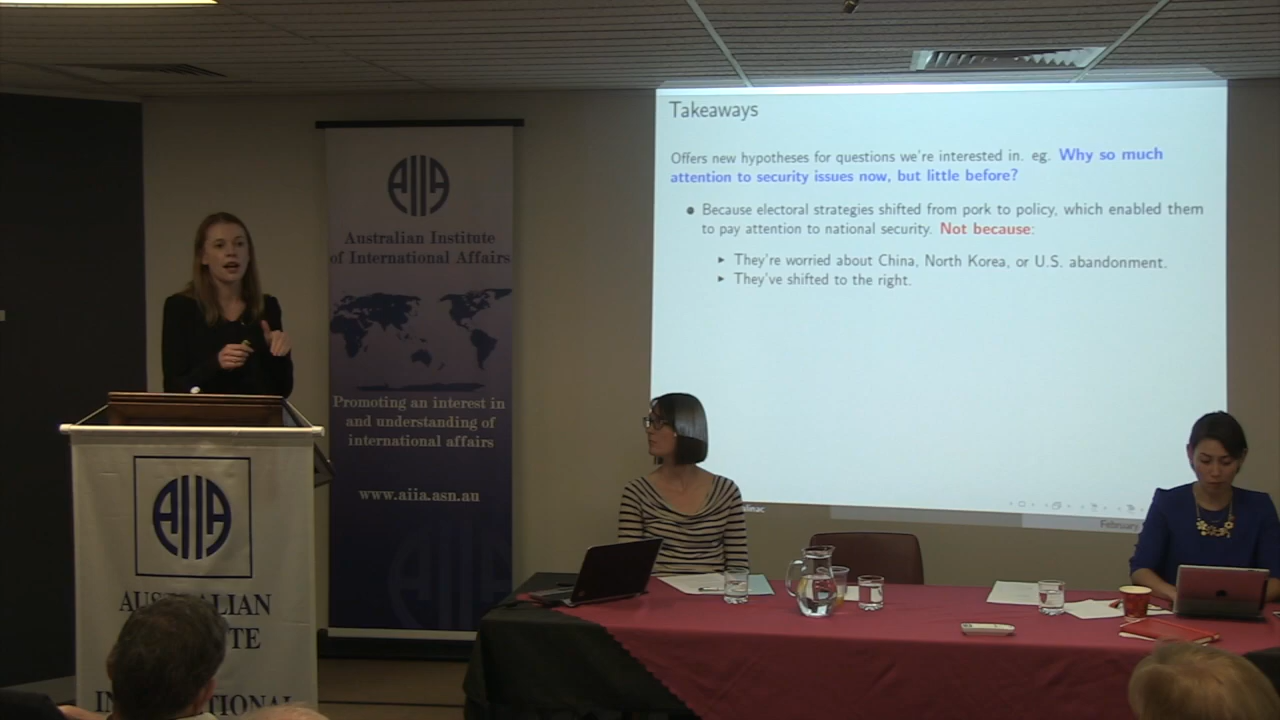 AIIA
Australian Institute
of International Affairs
Promoting an interest in
and understanding of
international affairs
www.aiia.asn.au
AIIA
AUSTRALIAN
Takeaways
Offers new hypotheses for questions we're interested in. eg. Why so much
attention to security issues now, but little before?
Because electoral strategies shifted from pork to policy, which enabled them
to pay attention to national security. Not because:
They're worried about China, North Korea, or U.S. abandonment.
They've shifted to the right.
February